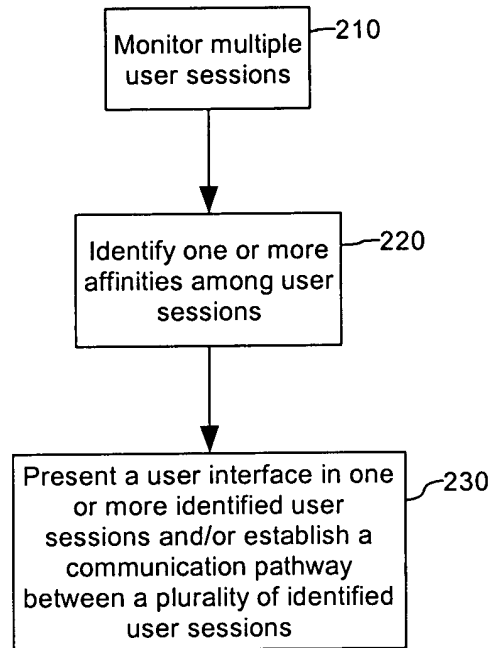 210
Monitor multiple
user sessions
220
Identify one or more
affinities among user
sessions
230
Present a user interface in one
or more identified user
sessions and/or establish a
communication pathway
between a plurality of identified
user sessions